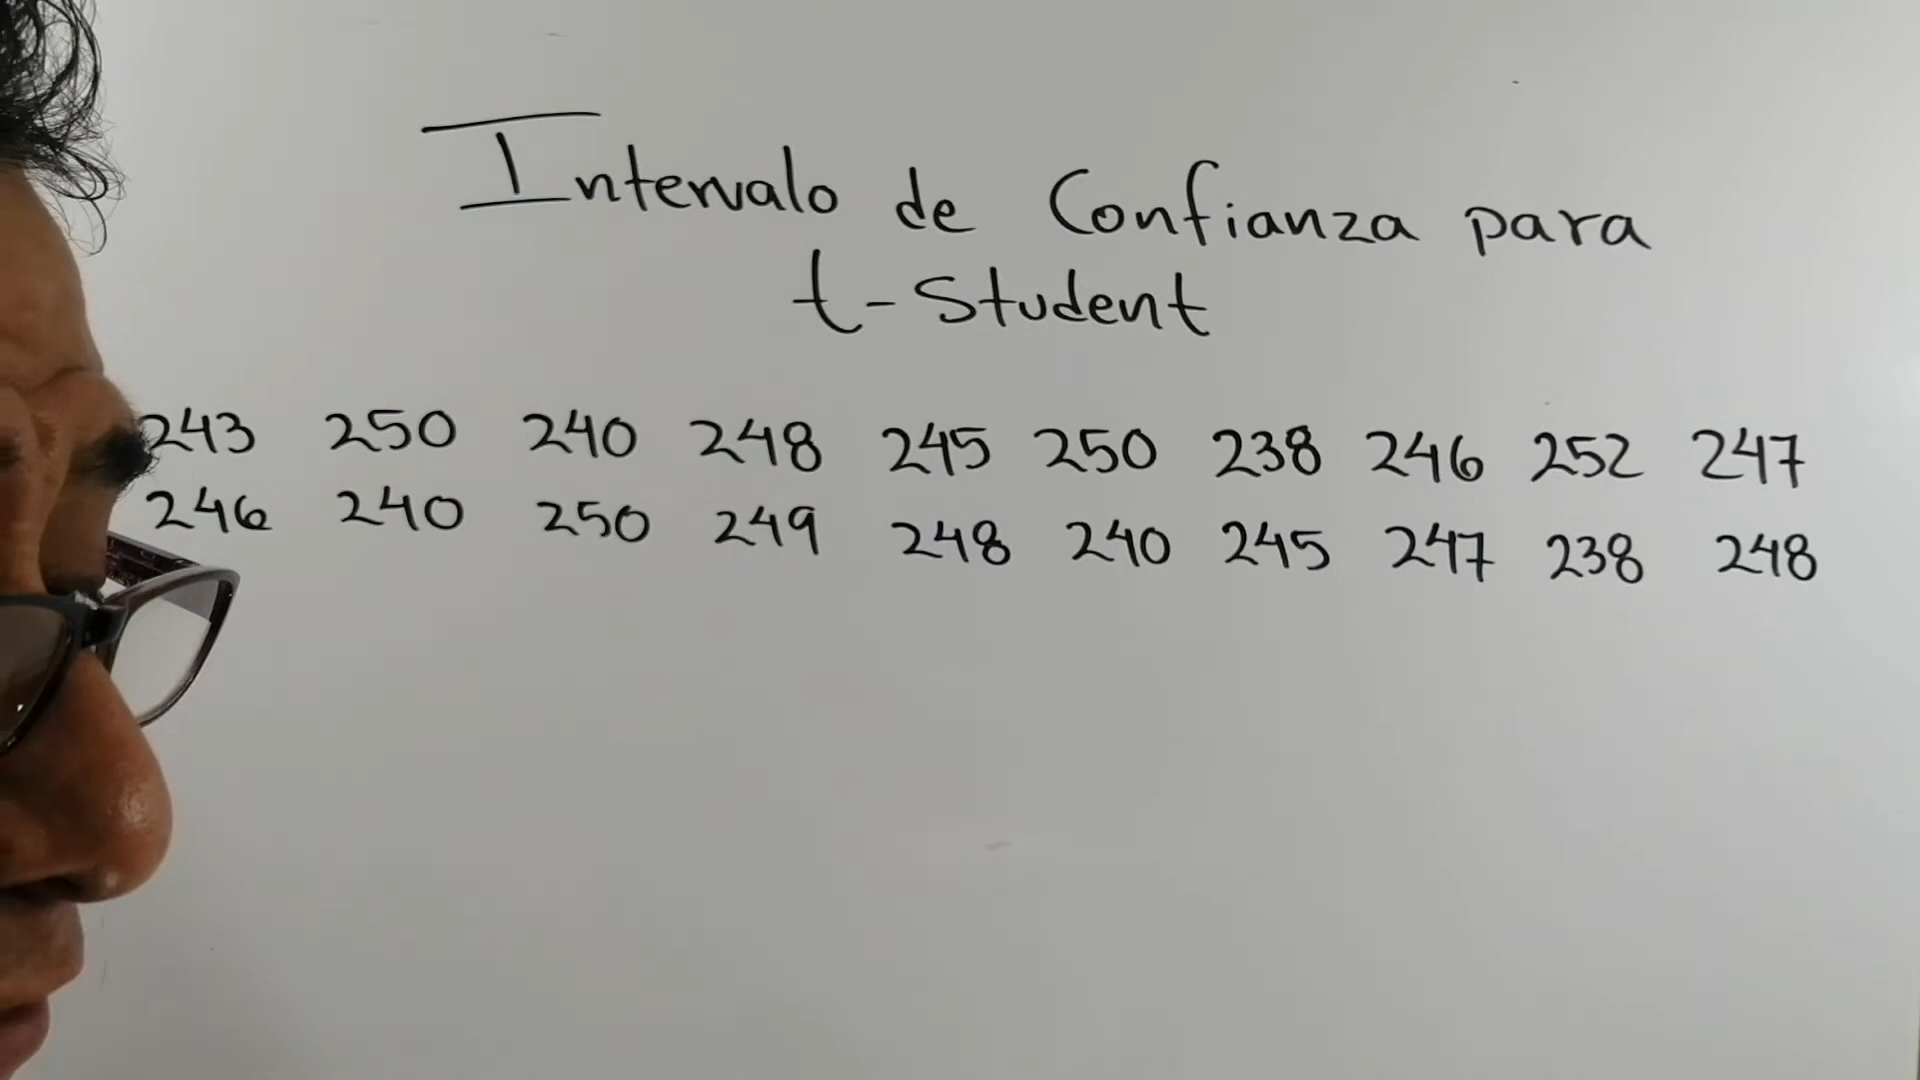 Intervalo de Confianza para
t-Student
243 250 240 248 245 250 238 246 252 247
246 240 250 249 248 240 245 247 238 248